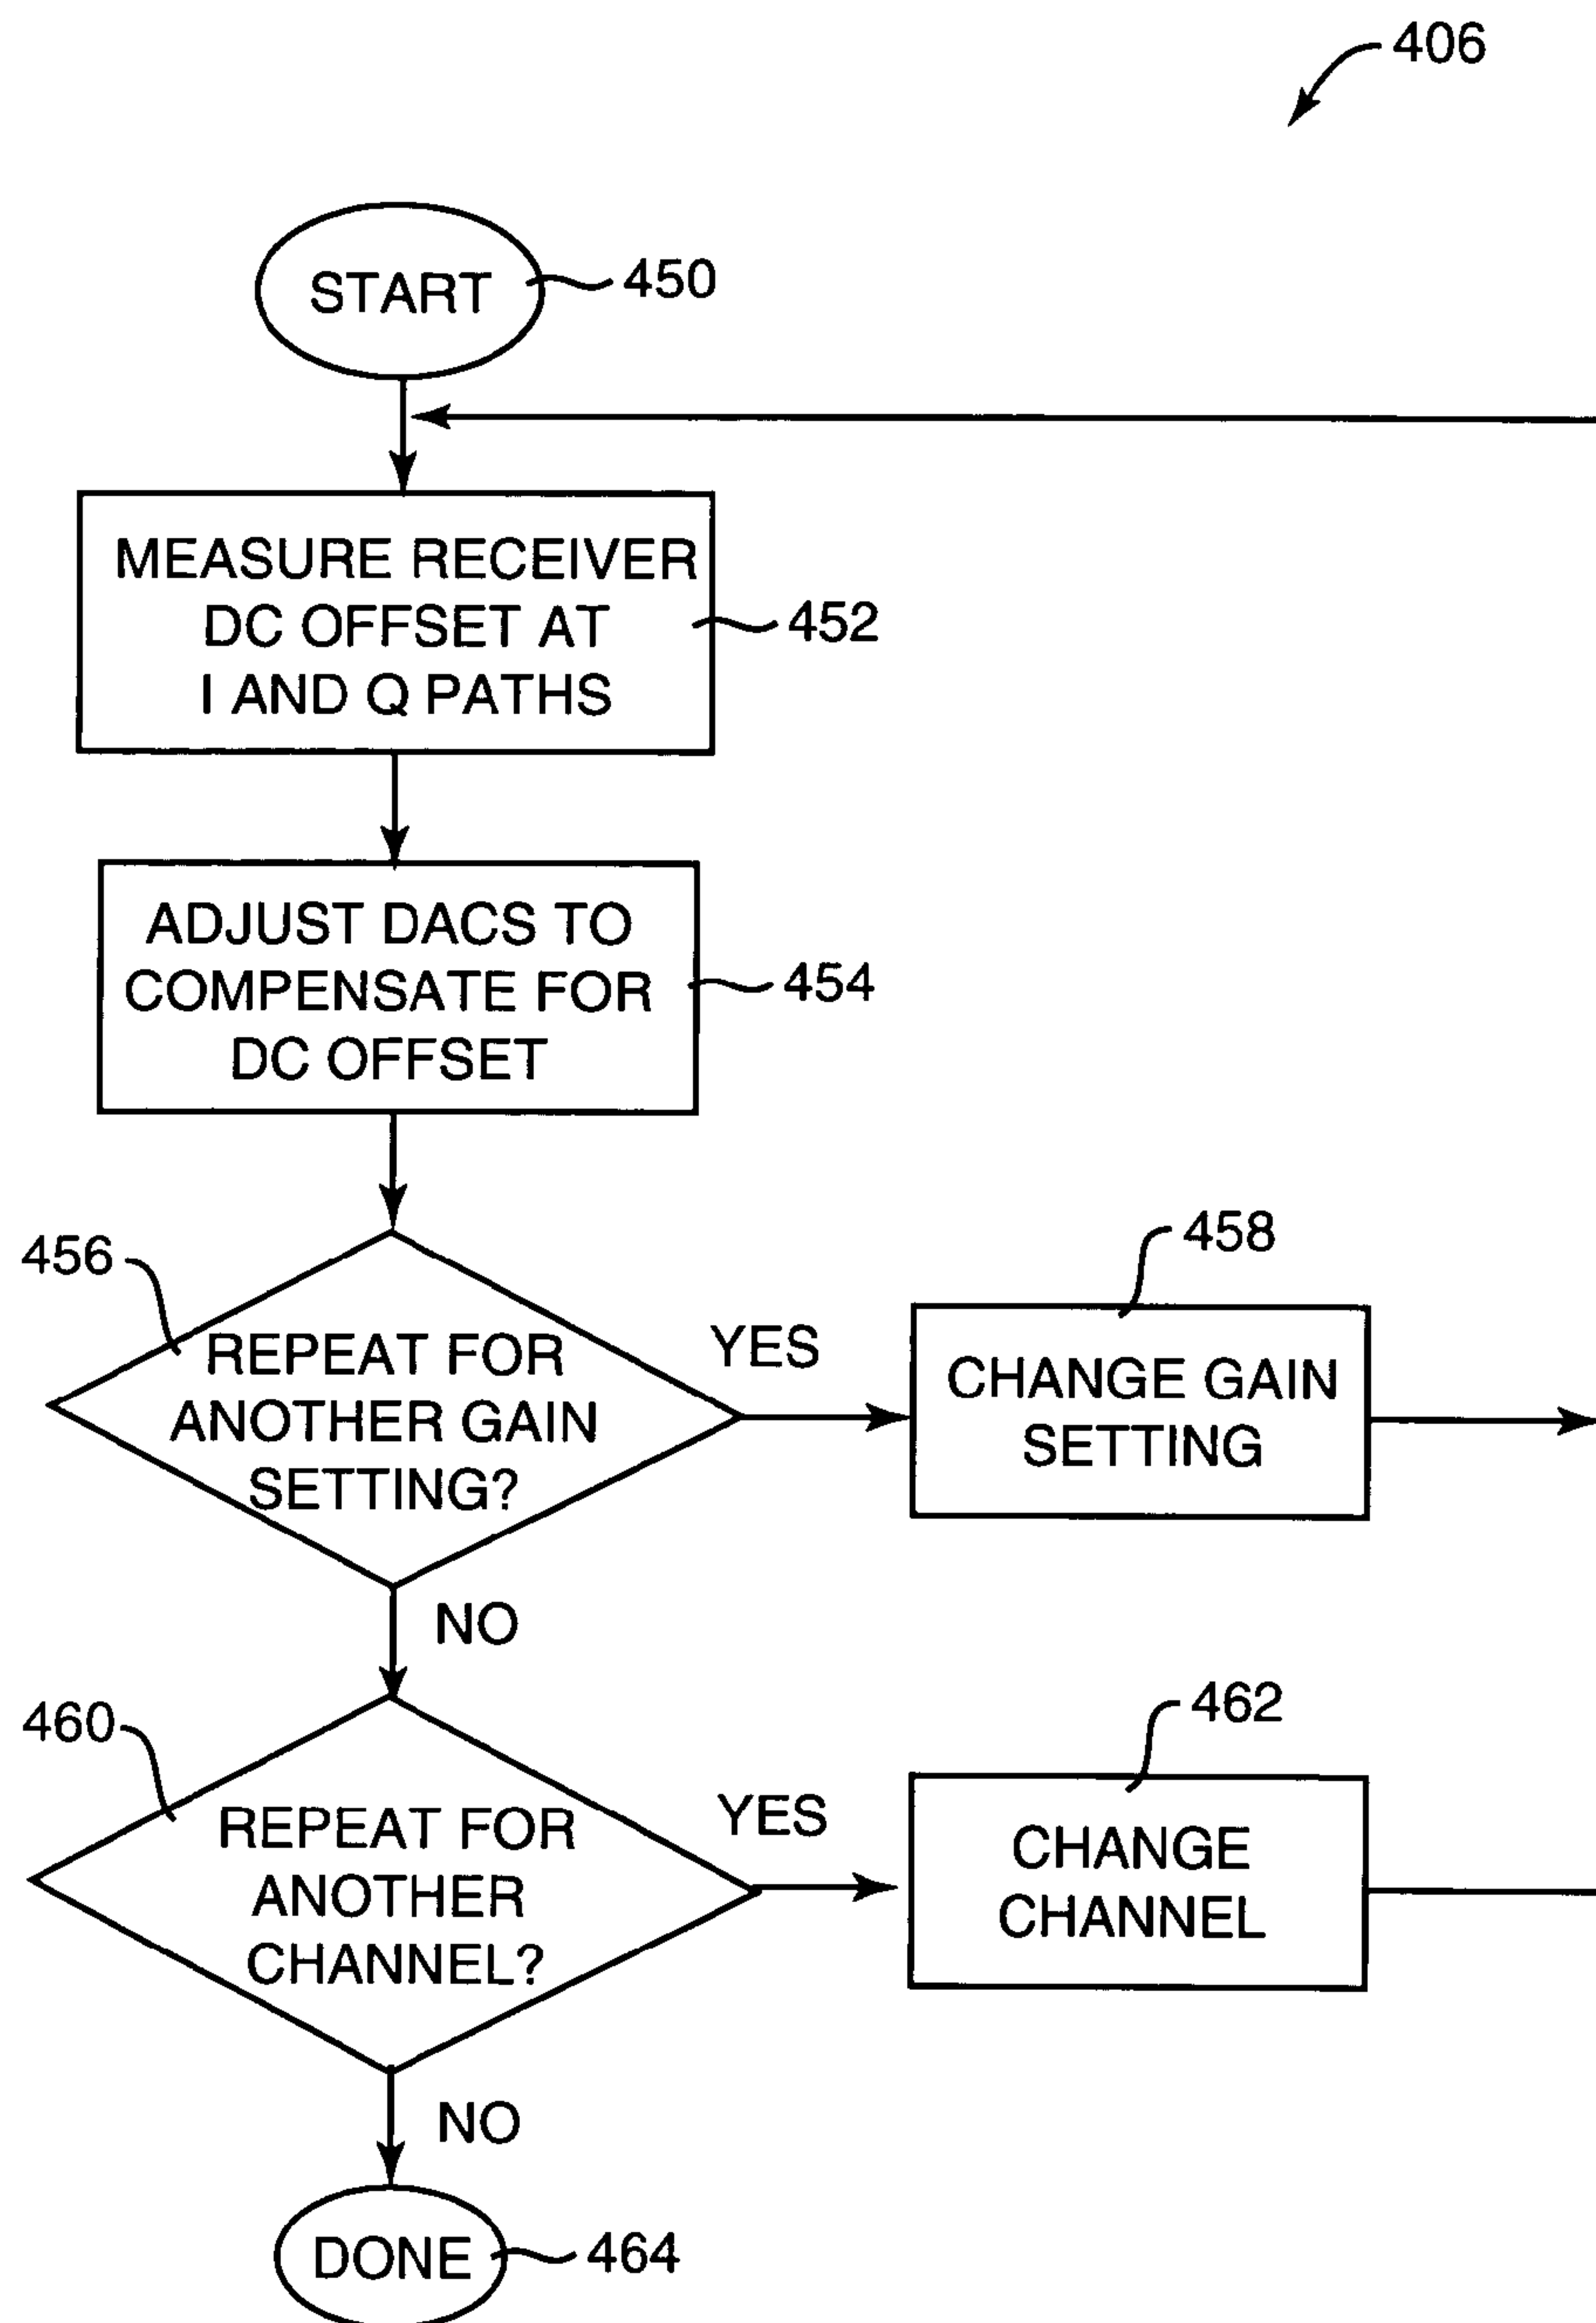 406
START
450
MEASURE RECEIVER
DC OFFSET AT
I AND Q PATHS
452
ADJUST DACS TO
COMPENSATE FOR
DC OFFSET
454
456
REPEAT FOR
ANOTHER GAIN
SETTING?
YES
458
CHANGE GAIN
SETTING
NO
460
REPEAT FOR
ANOTHER
CHANNEL?
YES
462
CHANGE
CHANNEL
NO
DONE
464